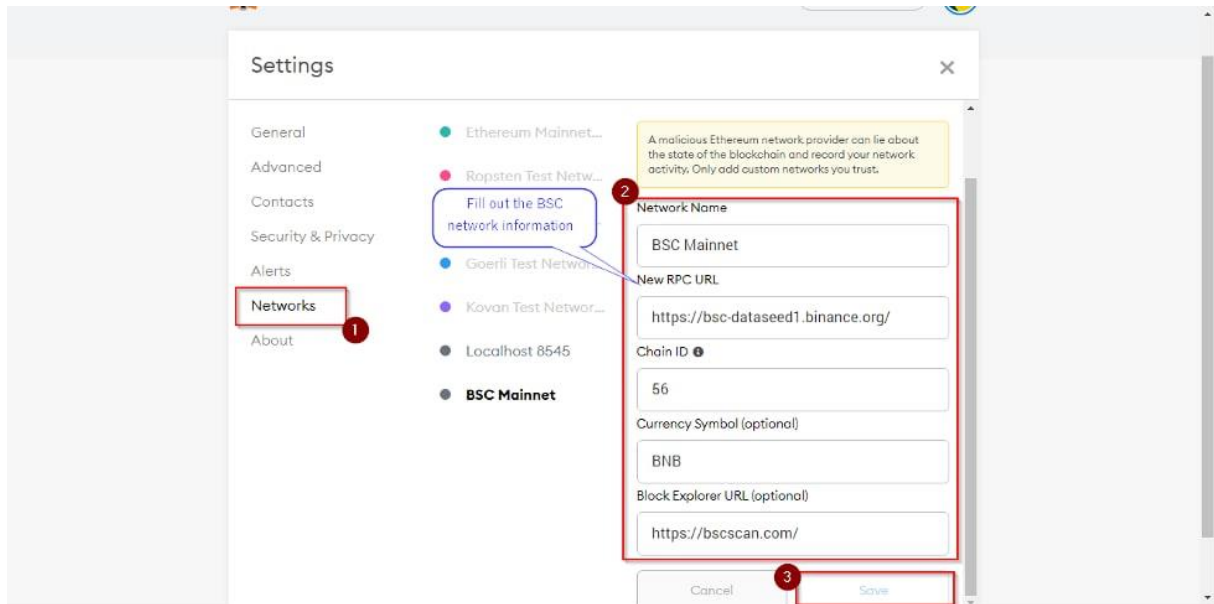 Settings
General
Advanced
Contacts
Security & Privacy
Alerts
Networks
1
About
Ethereum Mainnet...
Ropsten Test Netw...
Fill out the BSC
network information
Goerli Test Networ...
Kovan Test Networ...
Localhost 8545
BSC Mainnet
A malicious Ethereum network provider can lie about
the state of the blockchain and record your network
activity. Only add custom networks you trust.
2
Network Name
BSC Mainnet
New RPC URL
https://bsc-dataseed1.binance.org/
Chain ID
56
Currency Symbol (optional)
BNB
Block Explorer URL (optional)
https://bscscan.com/
Cancel
3
Save